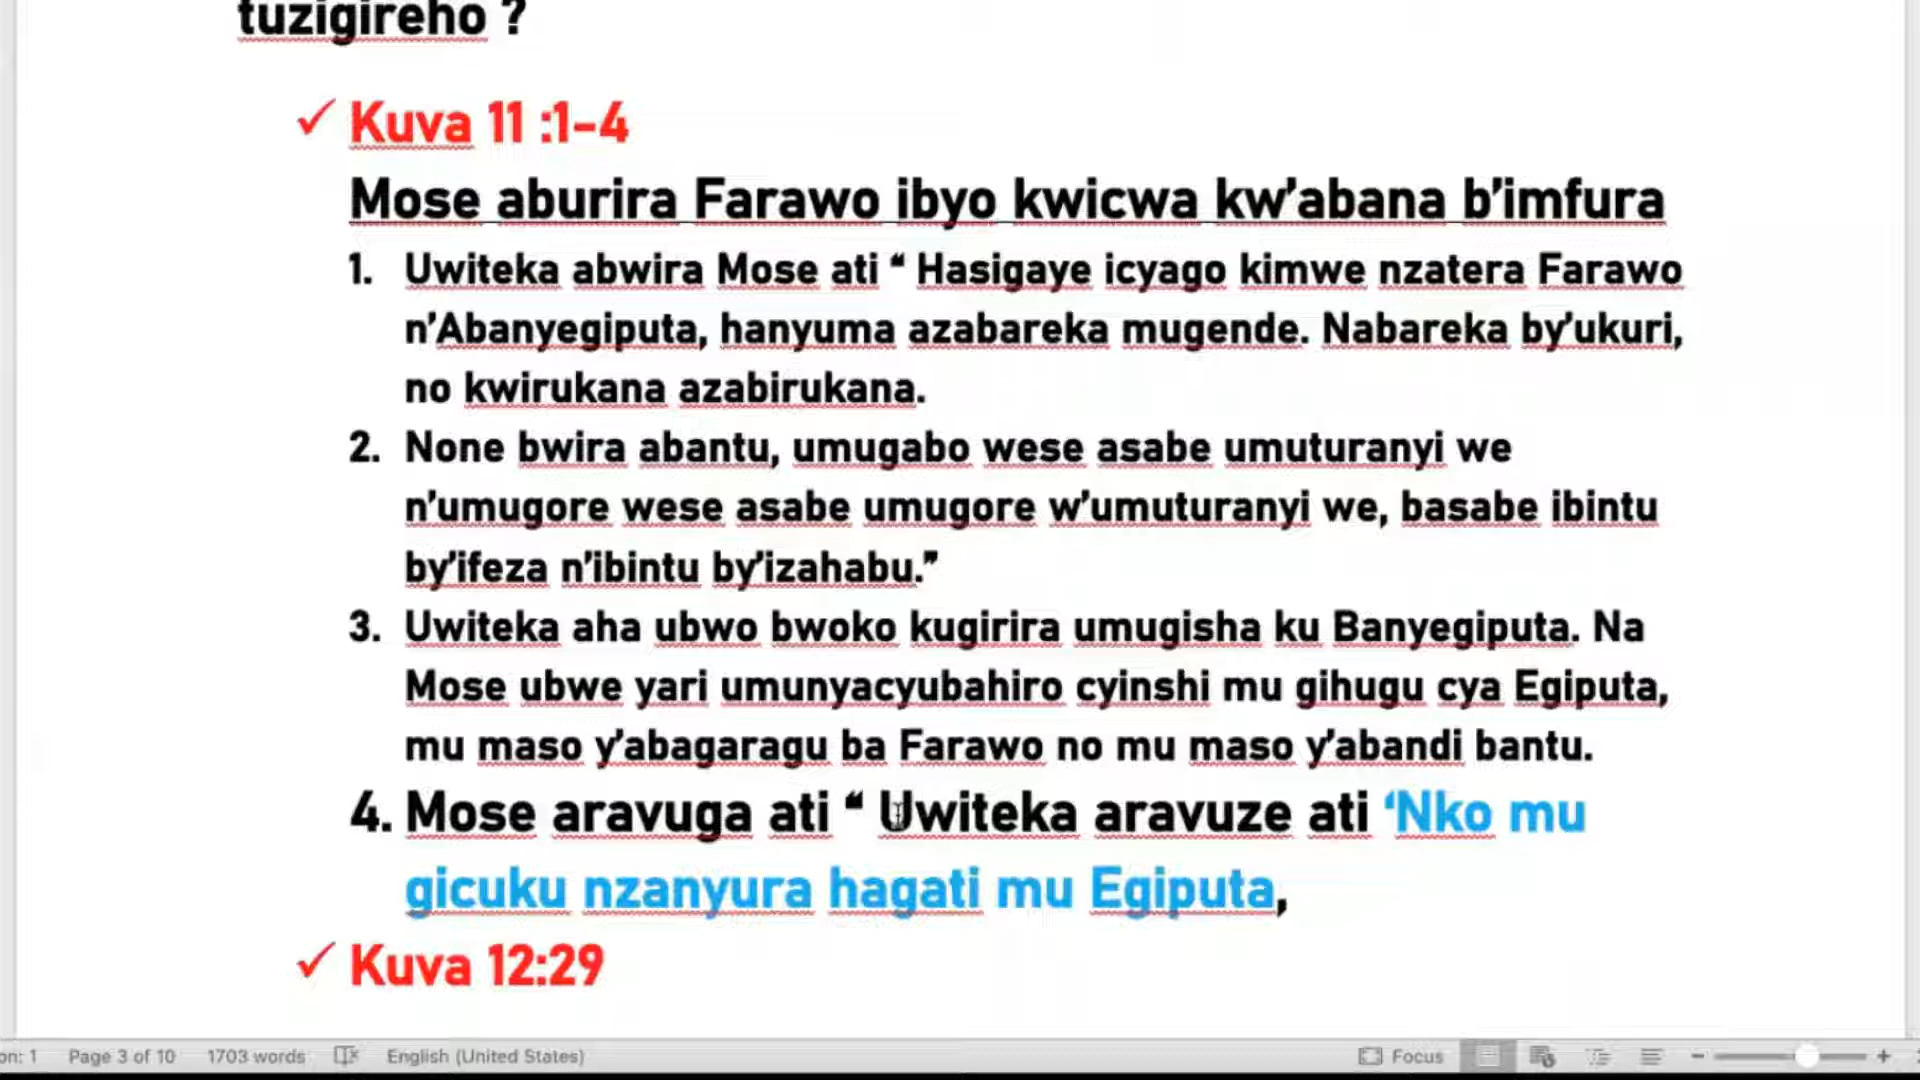 tuzigireho ?
✓ Kuva 11 :1-4
Mose aburira Farawo ibyo kwicwa kw’abana b’imfura
1. Uwiteka abwira Mose ati “ Hasigaye icyago kimwe nzatera Farawo
n’Abanyegiputa, hanyuma azabareka mugende. Nabareka by’ukuri,
no kwirukana azabirukana.
2. None bwira abantu, umugabo wese asabe umuturanyi we
n’umugore wese asabe umugore w’umuturanyi we, basabe ibintu
by’ifeza n’ibintu by’izahabu.”
3. Uwiteka aha ubwo bwoko kugirira umugisha ku Banyegiputa. Na
Mose ubwe yari umunyacyubahiro cyinshi mu gihugu cya Egiputa,
mu maso y’abagaragu ba Farawo no mu maso y’abandi bantu.
4. Mose aravuga ati “ Uwiteka aravuze ati ‘Nko mu
gicuku nzanyura hagati mu Egiputa,
✓ Kuva 12:29
on: 1 Page 3 of 10 1703 words English (United States) Focus